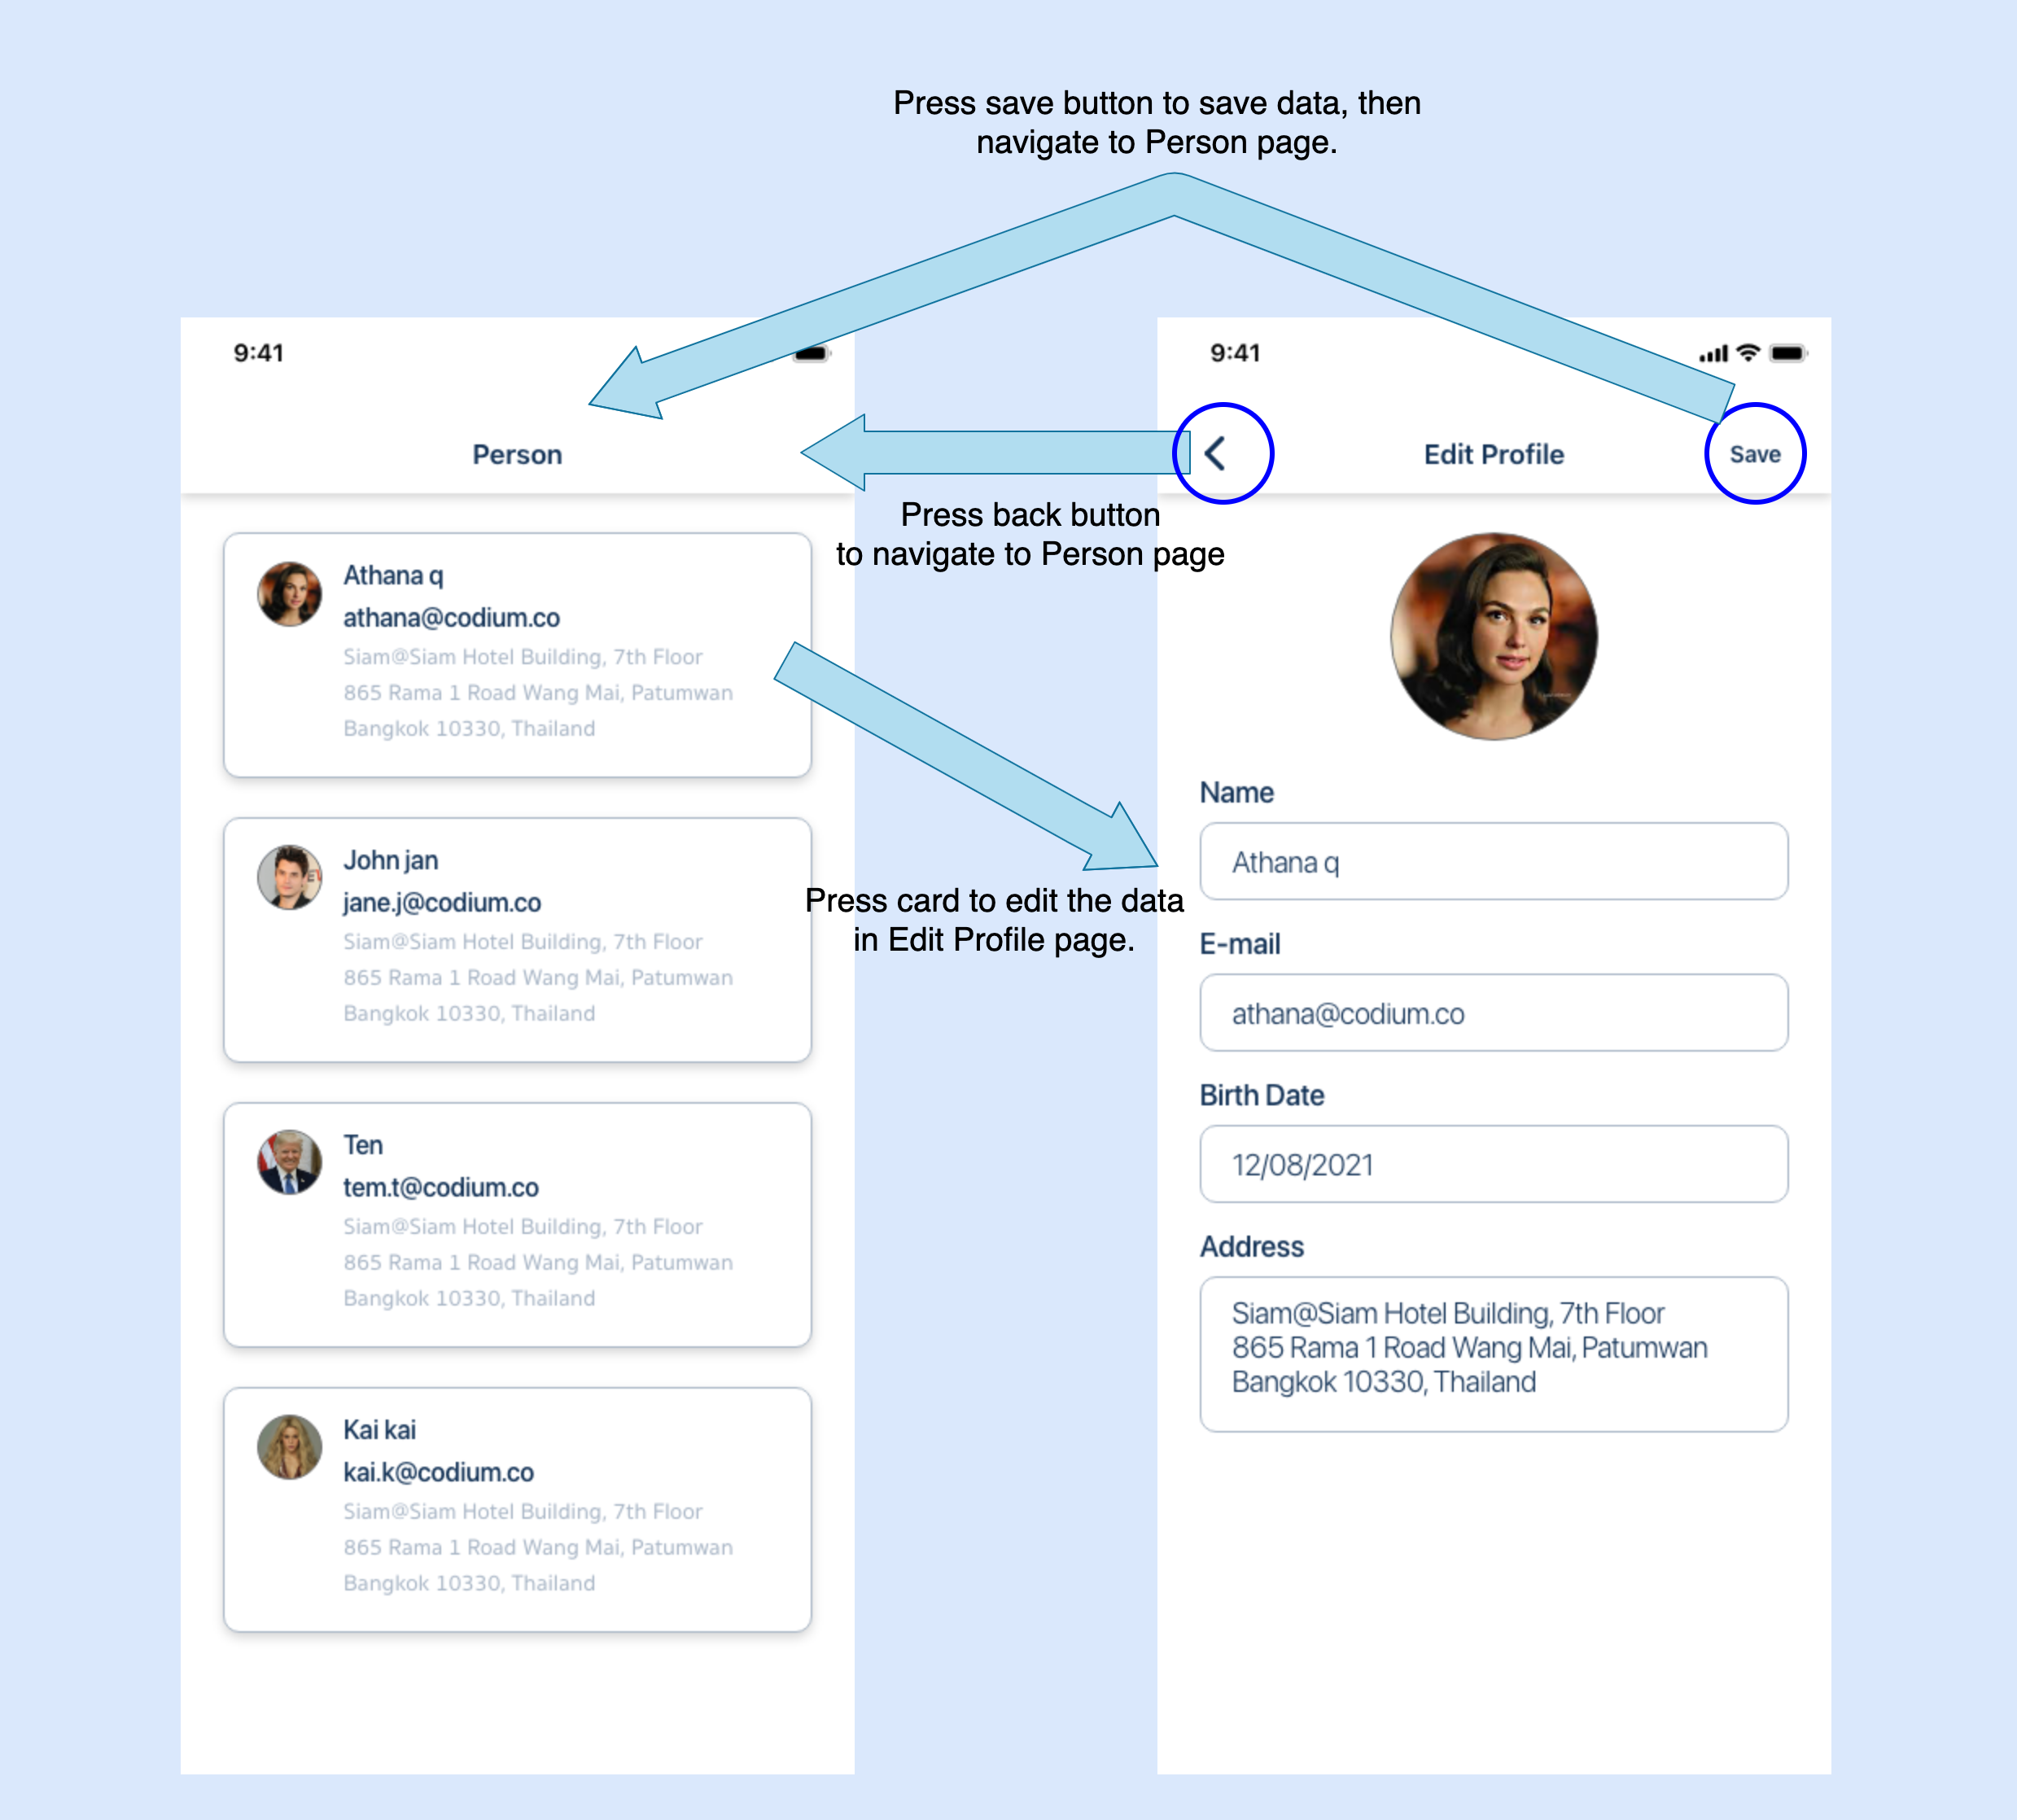 Press save button to save data, then
navigate to Person page.
9:41
Person
Athana q
athana@codium.co
Siam@Siam Hotel Building, 7th Floor
865 Rama 1 Road Wang Mai, Patumwan
Bangkok 10330, Thailand
John jan
jane.j@codium.co
Siam@Siam Hotel Building, 7th Floor
865 Rama 1 Road Wang Mai, Patumwan
Bangkok 10330, Thailand
Ten
tem.t@codium.co
Siam@Siam Hotel Building, 7th Floor
865 Rama 1 Road Wang Mai, Patumwan
Bangkok 10330, Thailand
Kai kai
kai.k@codium.co
Siam@Siam Hotel Building, 7th Floor
865 Rama 1 Road Wang Mai, Patumwan
Bangkok 10330, Thailand
Press back button
to navigate to Person page
Press card to edit the data
in Edit Profile page.
9:41
Edit Profile
Save
Name
Athana q
E-mail
athana@codium.co
Birth Date
12/08/2021
Address
Siam@Siam Hotel Building, 7th Floor
865 Rama 1 Road Wang Mai, Patumwan
Bangkok 10330, Thailand